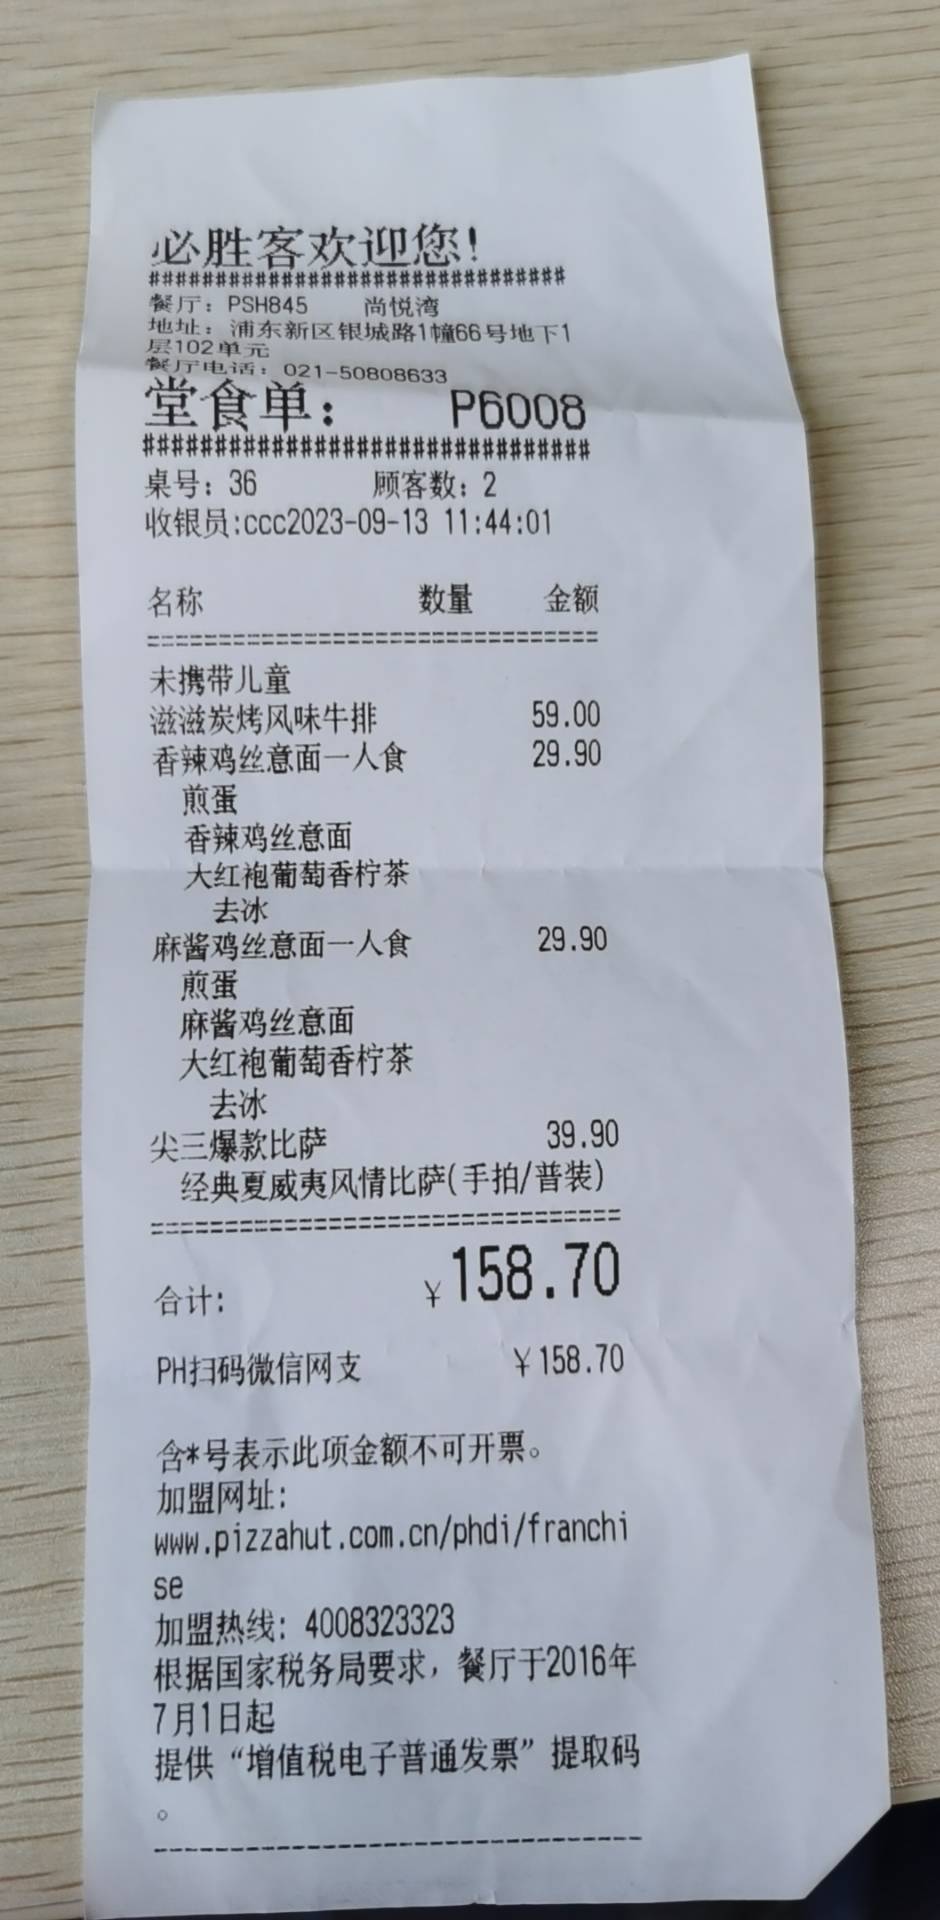 必胜客欢迎您!
################################
餐厅：PSH845 尚悦湾
地址：浦东新区银城路1幢66号地下1
层102单元
餐厅电话：021-50808633
堂食单： P6008
################################
桌号：36 顾客数：2
收银员:ccc2023-09-13 11:44:01
名称 数量 金额
================================
未携带儿童
滋滋炭烤风味牛排 59.00
香辣鸡丝意面一人食 29.90
煎蛋
香辣鸡丝意面
大红袍葡萄香柠茶
去冰
麻酱鸡丝意面一人食 29.90
煎蛋
麻酱鸡丝意面
大红袍葡萄香柠茶
去冰
尖三爆款比萨 39.90
经典夏威夷风情比萨(手拍/普装)
================================
合计: ¥158.70
PH扫码微信网支 ¥158.70
含*号表示此项金额不可开票。
加盟网址:
www.pizzahut.com.cn/phdi/franchi
se
加盟热线: 4008323323
根据国家税务局要求，餐厅于2016年
7月1日起
提供“增值税电子普通发票”提取码
。
--------------------------------